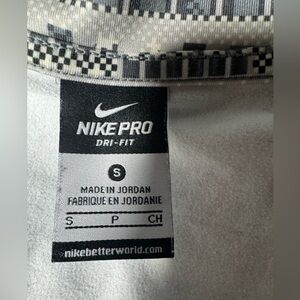 NIKE PRO
DRI-FIT
S
MADE IN JORDAN
FABRIQUE EN JORDANIE
S P CH
nikebetterworld.com